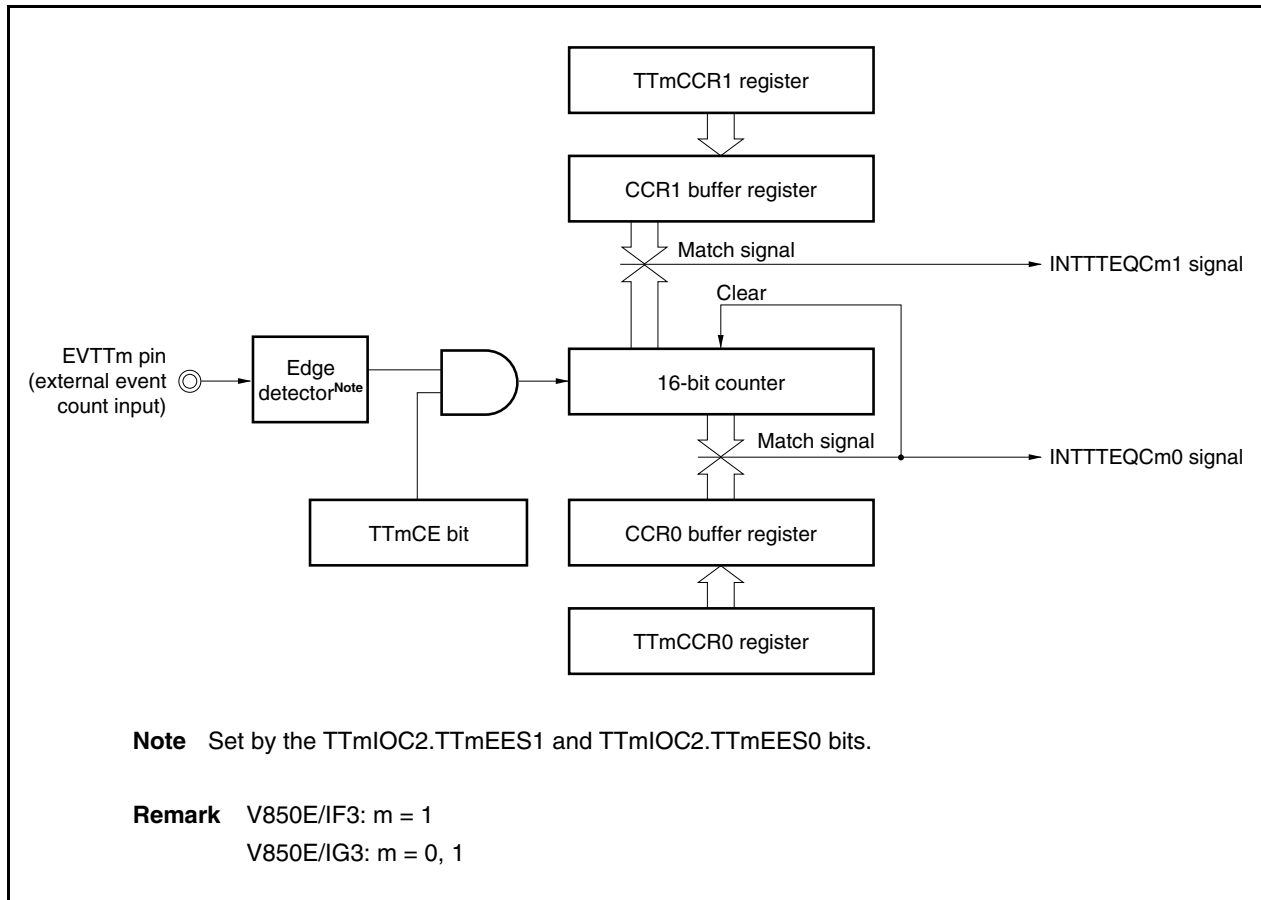 TTmCCR1 register
CCR1 buffer register
Match signal
INTTTEQCm1 signal
Clear
EVTTm pin
(external event
count input)
Edge
detectorNote
16-bit counter
Match signal
INTTTEQCm0 signal
TTmCE bit
CCR0 buffer register
TTmCCR0 register
Note Set by the TTmIOC2.TTmEES1 and TTmIOC2.TTmEES0 bits.
Remark V850E/IF3: m = 1
V850E/IG3: m = 0, 1